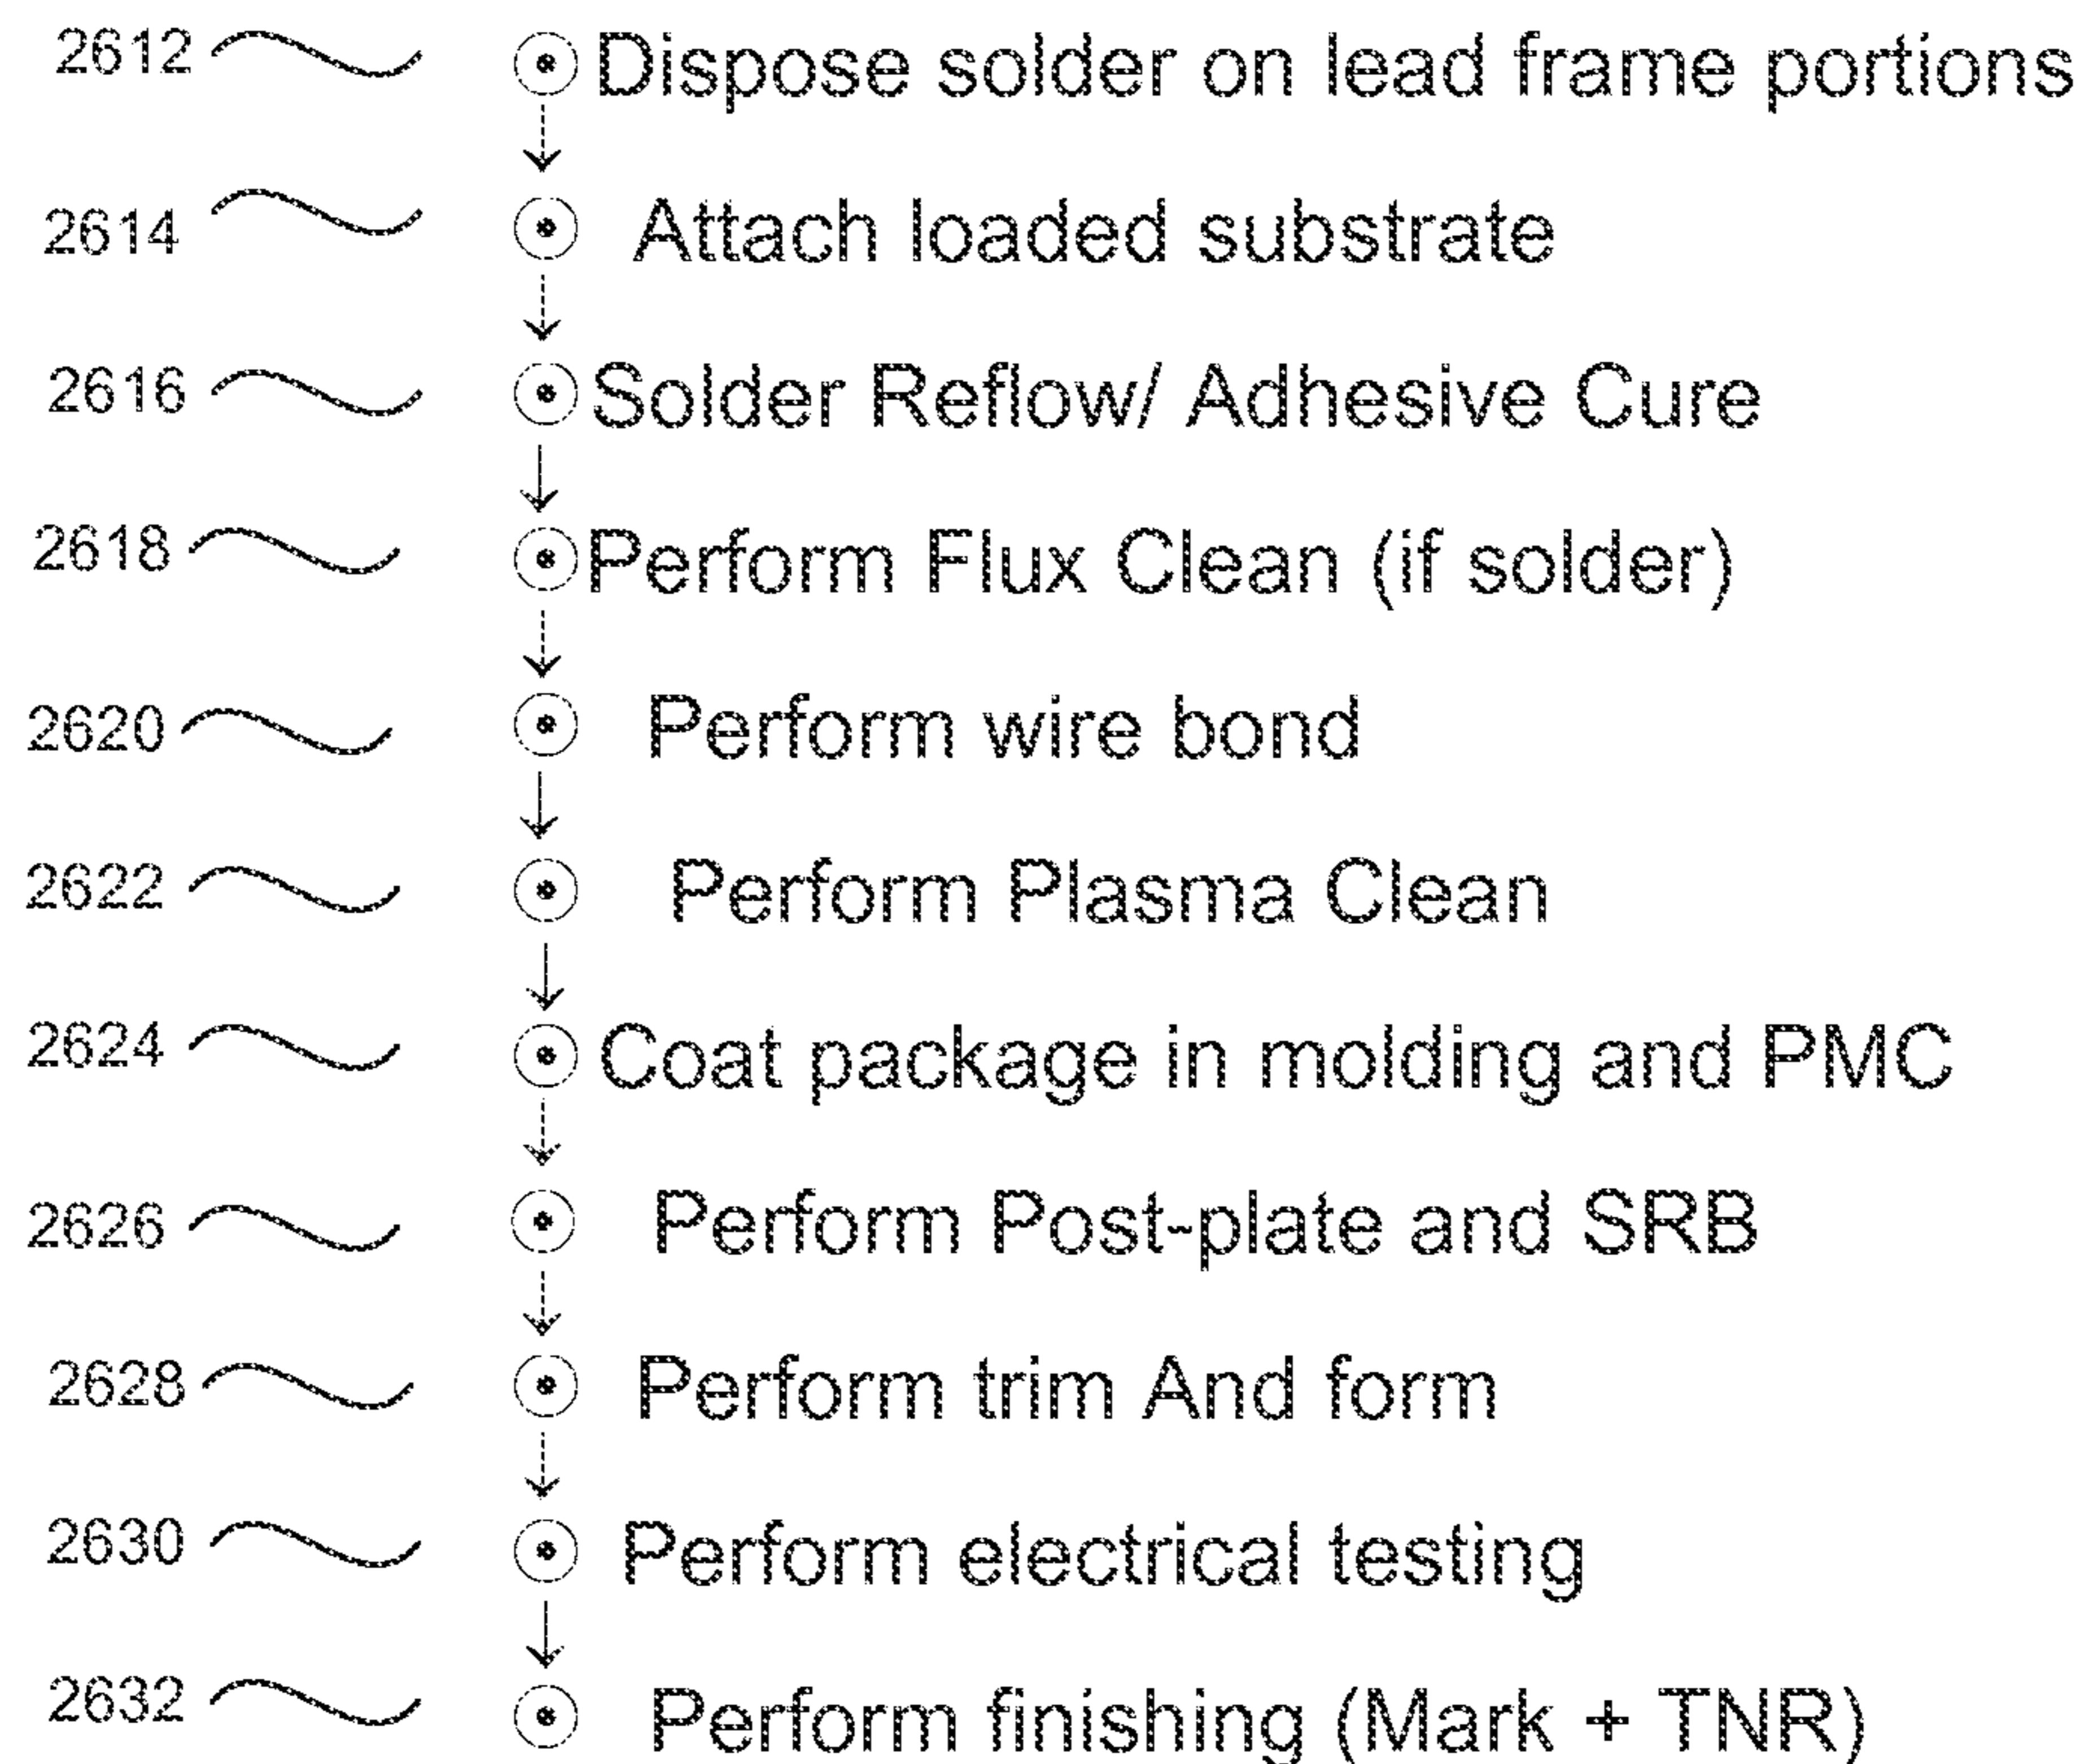 2612 Dispose solder on lead frame portions
2614 Attach loaded substrate
2616 Solder Reflow/ Adhesive Cure
2618 Perform Flux Clean (if solder)
2620 Perform wire bond
2622 Perform Plasma Clean
2624 Coat package in molding and PMC
2626 Perform Post-plate and SRB
2628 Perform trim And form
2630 Perform electrical testing
2632 Perform finishing (Mark + TNR)